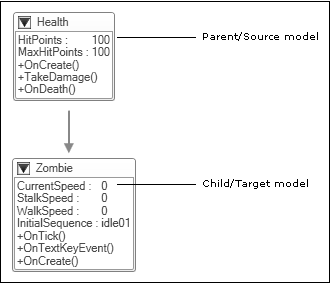 Health
HitPoints : 100
MaxHitPoints : 100
+OnCreate()
+TakeDamage()
+OnDeath()
Parent/Source model
Zombie
CurrentSpeed : 0
StalkSpeed : 0
WalkSpeed : 0
InitialSequence : idle01
+OnTick()
+OnTextKeyEvent()
+OnCreate()
Child/Target model